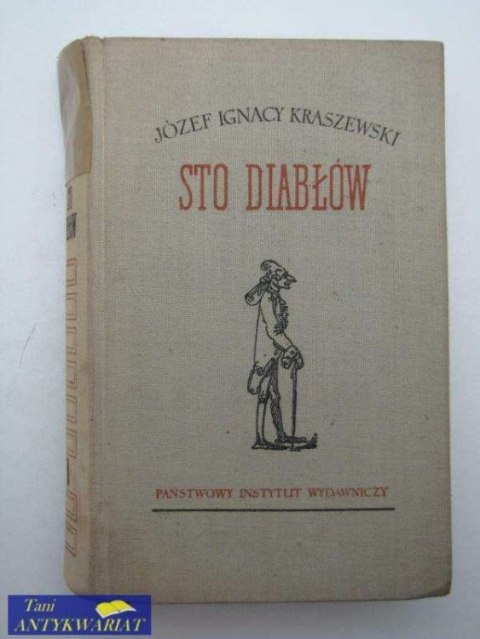 JÓZEF IGNACY KRASZEWSKI
STO DIABŁÓW
PAŃSTWOWY INSTYTUT WYDAWNICZY
Tani
ANTYKWARIAT